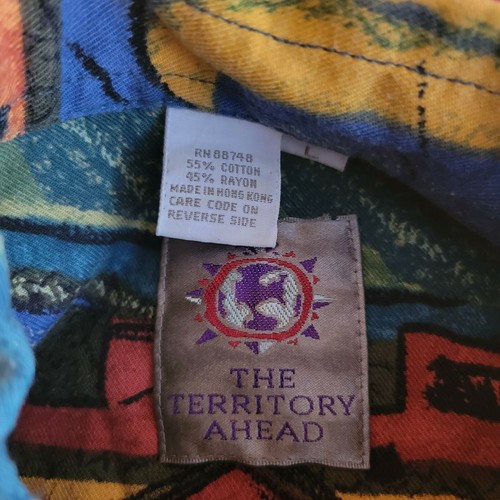 RN 88748
55% COTTON
45% RAYON
MADE IN HONG KONG
CARE CODE ON
REVERSE SIDE
L
THE
TERRITORY
AHEAD